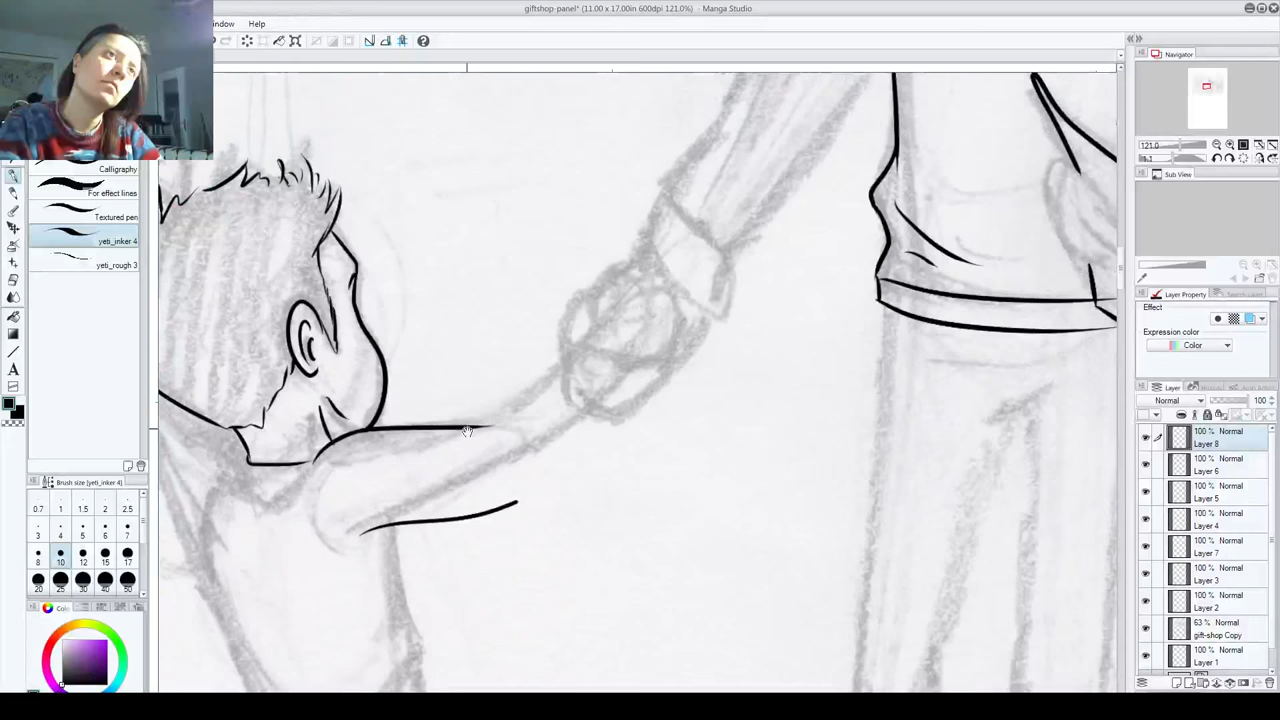 giftshop-panel* (11.00 x 17.00in 600dpi 121.0%) - Manga Studio
indow
Help
Calligraphy
For effect lines
Textured pen
yeti_inker 4
yeti_rough 3
Brush size [yeti_inker 4]
0.7 1 1.5 2 2.5
3 4 5 6 7
8 10 12 15 17
20 25 30 40 50
Navigator
121.0
Sub View
Layer Property
Effect
Expression color
Color
Layer
Normal 100
100 % Normal
Layer 8
100 % Normal
Layer 6
100 % Normal
Layer 5
100 % Normal
Layer 4
100 % Normal
Layer 7
100 % Normal
Layer 3
100 % Normal
Layer 2
63 % Normal
gift-shop Copy
100 % Normal
Layer 1